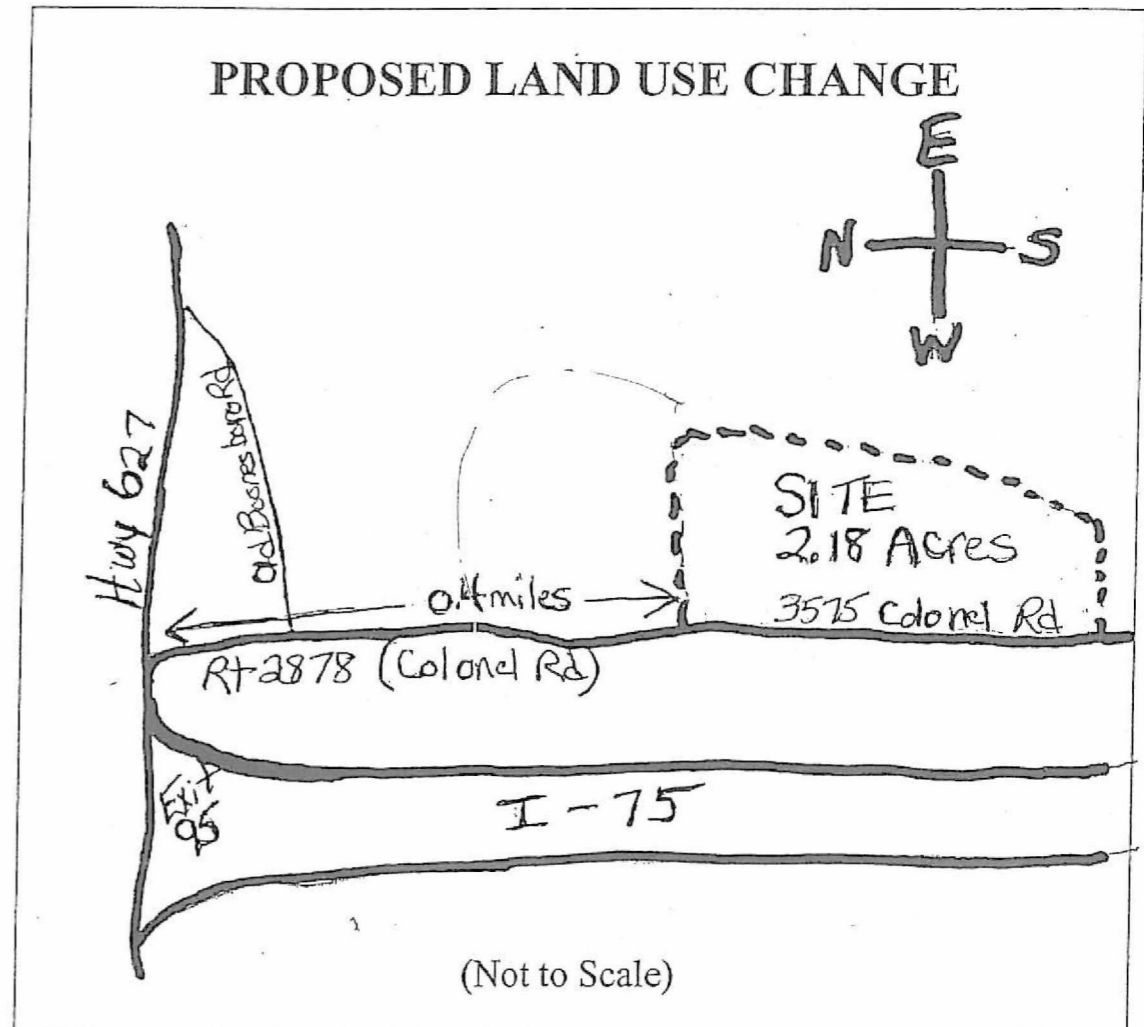 PROPOSED LAND USE CHANGE
E
N
S
W
Hwy 627
Old Boonesboro Rd
SITE
2.18 Acres
0.4 miles
3575 Colonel Rd
Rt 2878 (Colonel Rd)
Exit
95
I-75
(Not to Scale)